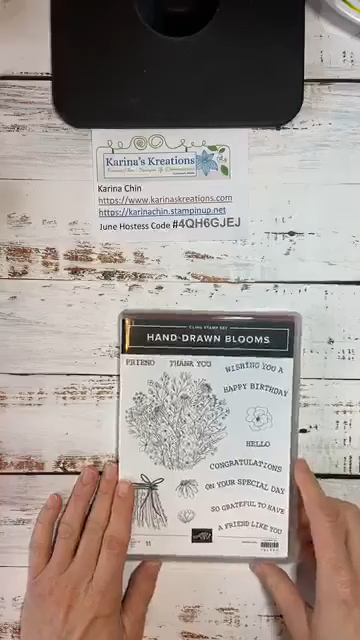 Karina's Kreations
Karina Chin
https://www.karinaskreations.com
https://karinachin.stampinup.net
June Hostess Code #4QH6GJEJ
CLING STAMP SET
HAND-DRAWN BLOOMS
FRIEND THANK YOU WISHING YOU A
HAPPY BIRTHDAY
HELLO
CONGRATULATIONS
ON YOUR SPECIAL DAY
SO GRATEFUL TO HAVE
A FRIEND LIKE YOU
11